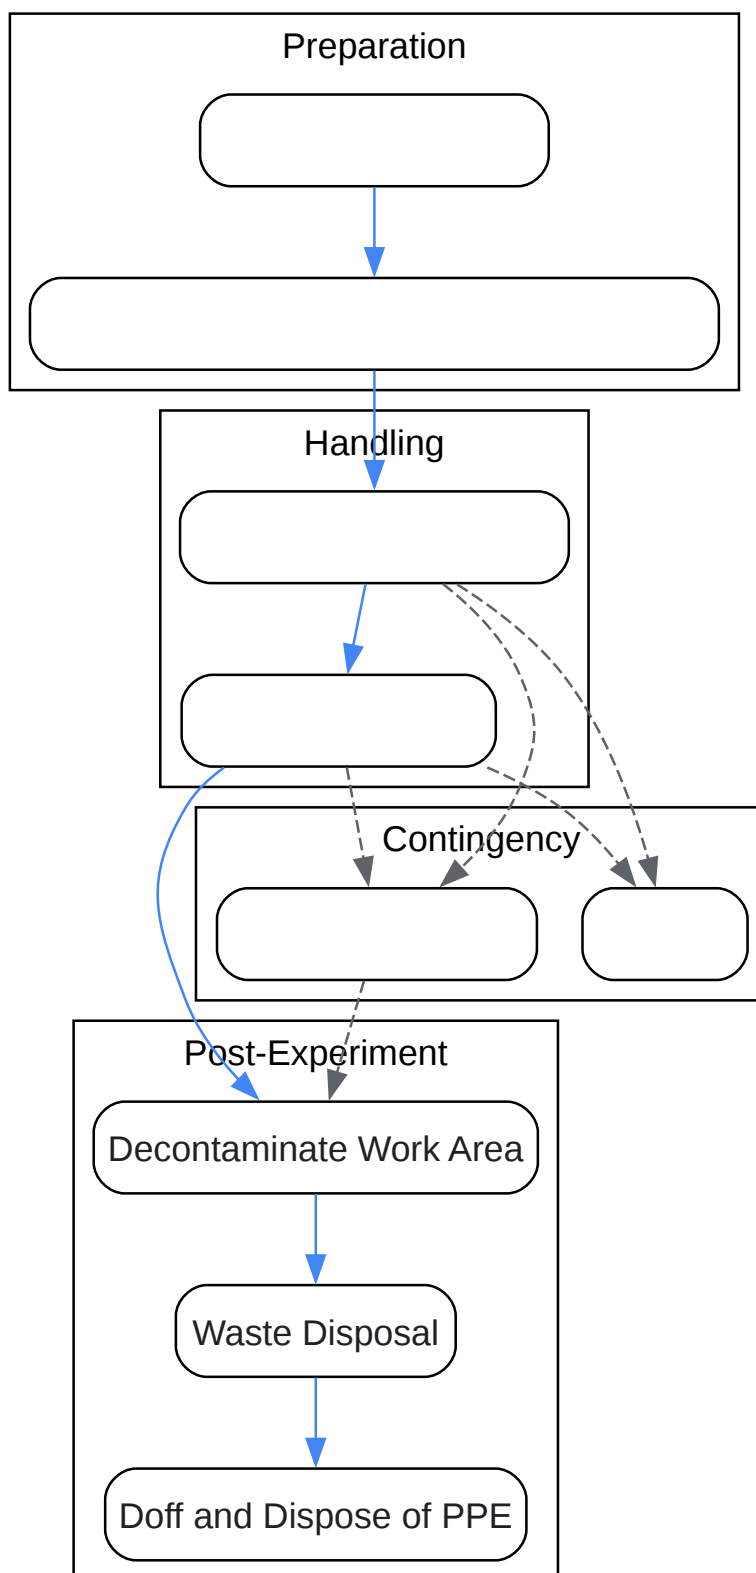 Preparation
Handling
Contingency
Post-Experiment
Decontaminate Work Area
Waste Disposal
Doff and Dispose of PPE